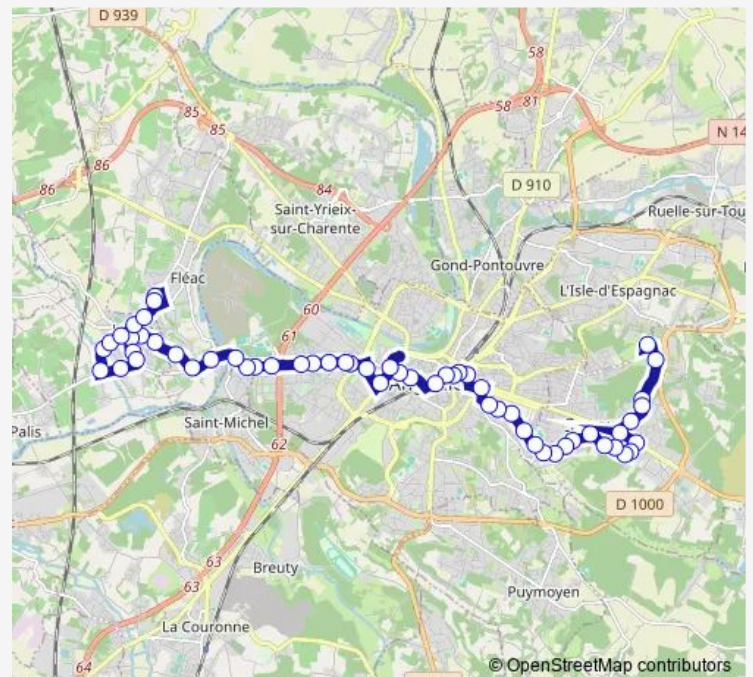 D 939
58
58
81
N 14
85
85
86
86
84
D 910
Saint-Yrieix-
sur-Charente
Ruelle-sur-Tou
Gond-Pontouvre
Fléac
L'Isle-d'Espagnac
60
61
Saint-Michel
Palis
62
D 1000
63
63
Breuty
Puymoyen
La Couronne
64
© OpenStreetMap contributors